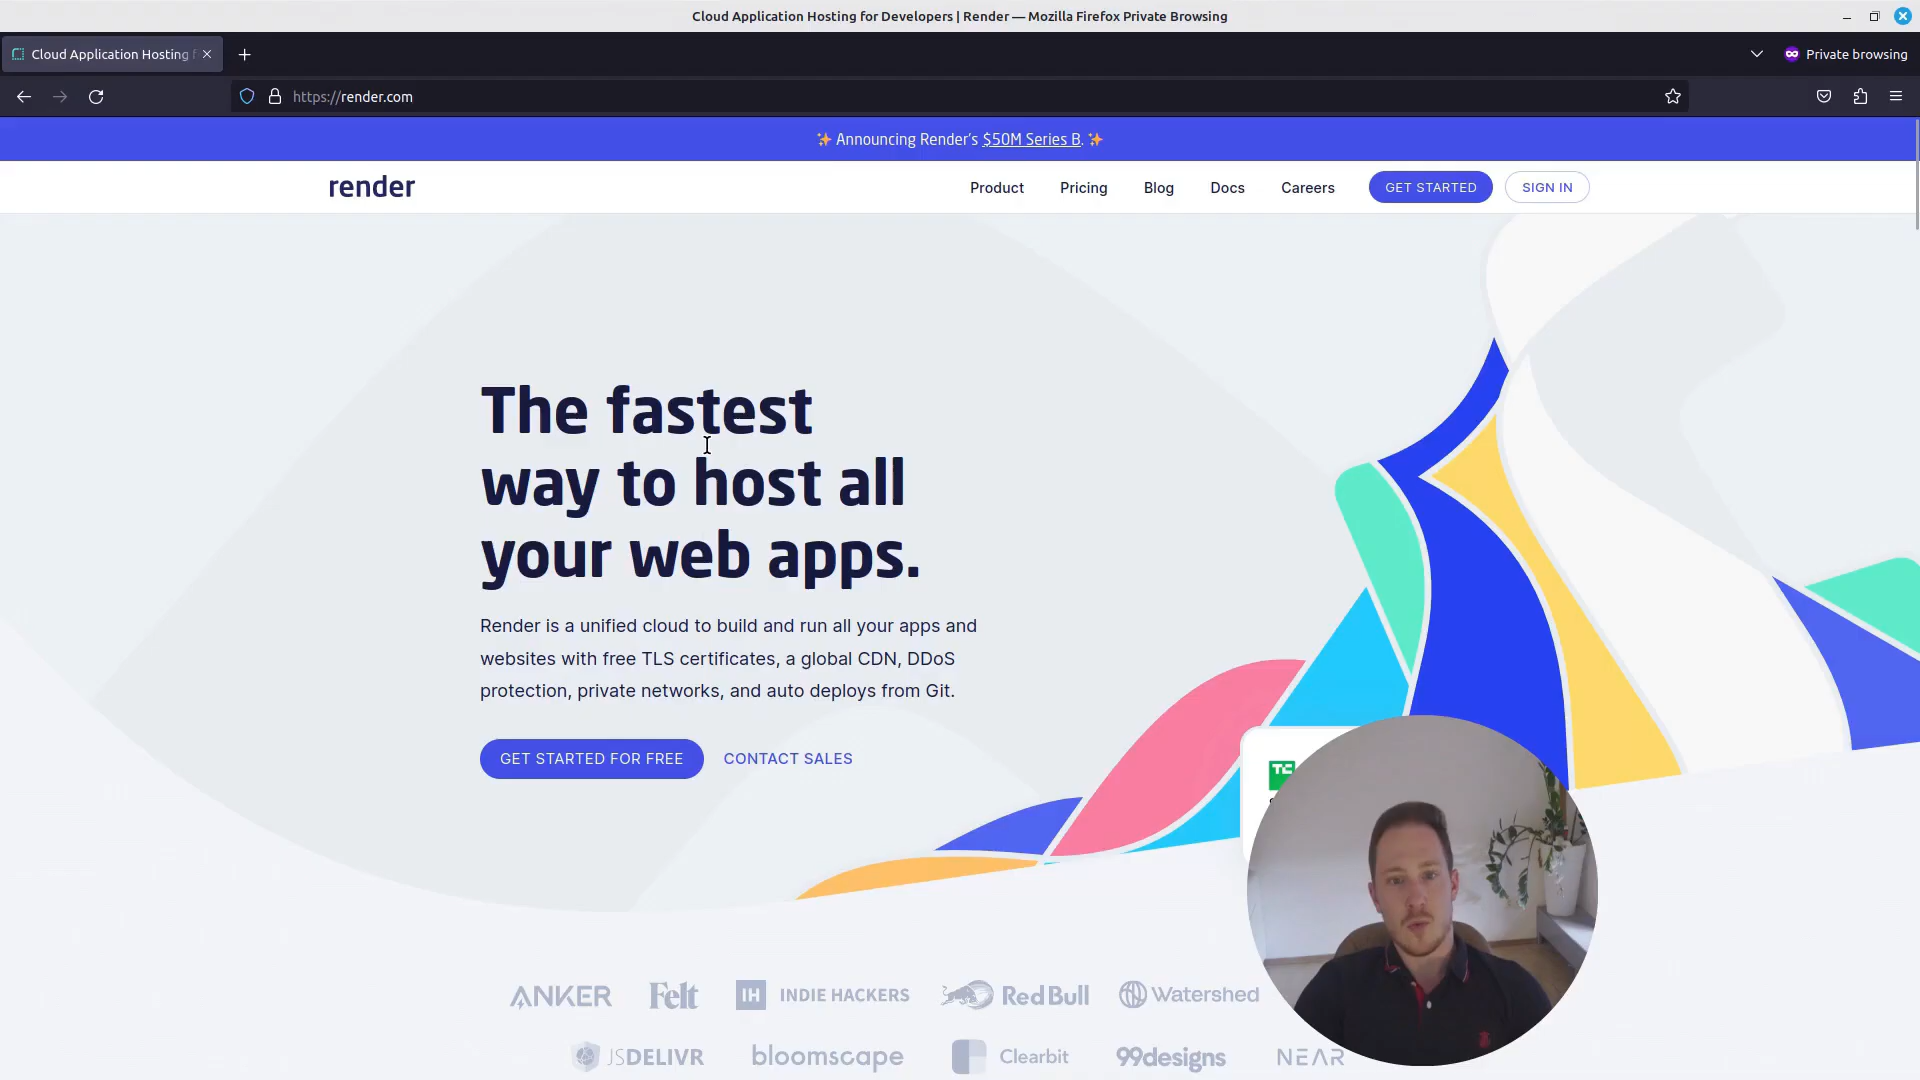 Cloud Application Hosting for Developers | Render — Mozilla Firefox Private Browsing
Cloud Application Hosting f
Private browsing
https://render.com
✨ Announcing Render's $50M Series B. ✨
render
Product
Pricing
Blog
Docs
Careers
GET STARTED
SIGN IN
The fastest
way to host all
your web apps.
Render is a unified cloud to build and run all your apps and
websites with free TLS certificates, a global CDN, DDoS
protection, private networks, and auto deploys from Git.
GET STARTED FOR FREE
CONTACT SALES
TC
ANKER
Felt
IH INDIE HACKERS
Red Bull
Watershed
JSDELIVR
bloomscape
Clearbit
99designs
NEAR